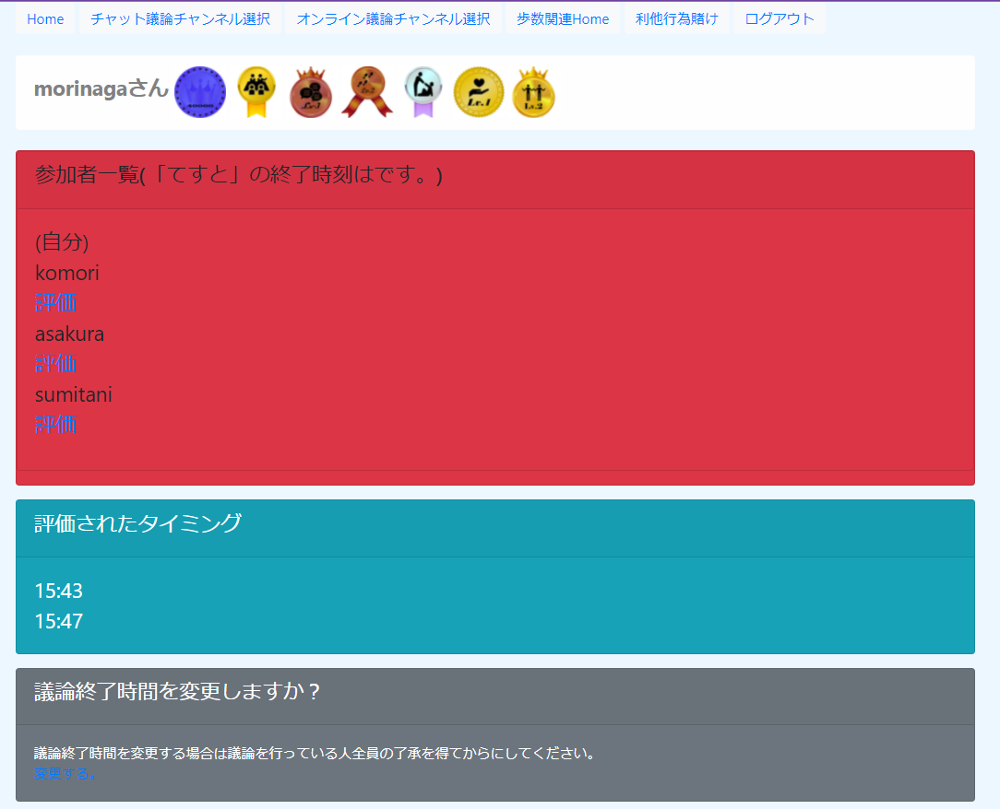 Home チャット議論チャンネル選択 オンライン議論チャンネル選択 歩数関連Home 利他行為賭け ログアウト
morinagaさん
Lv.1 Lv.2 Lv.1 Lv.2
参加者一覧(「てすと」の終了時刻はです。)
(自分)
komori
評価
asakura
評価
sumitani
評価
評価されたタイミング
15:43
15:47
議論終了時間を変更しますか？
議論終了時間を変更する場合は議論を行っている人全員の了承を得てからにしてください。
変更する。